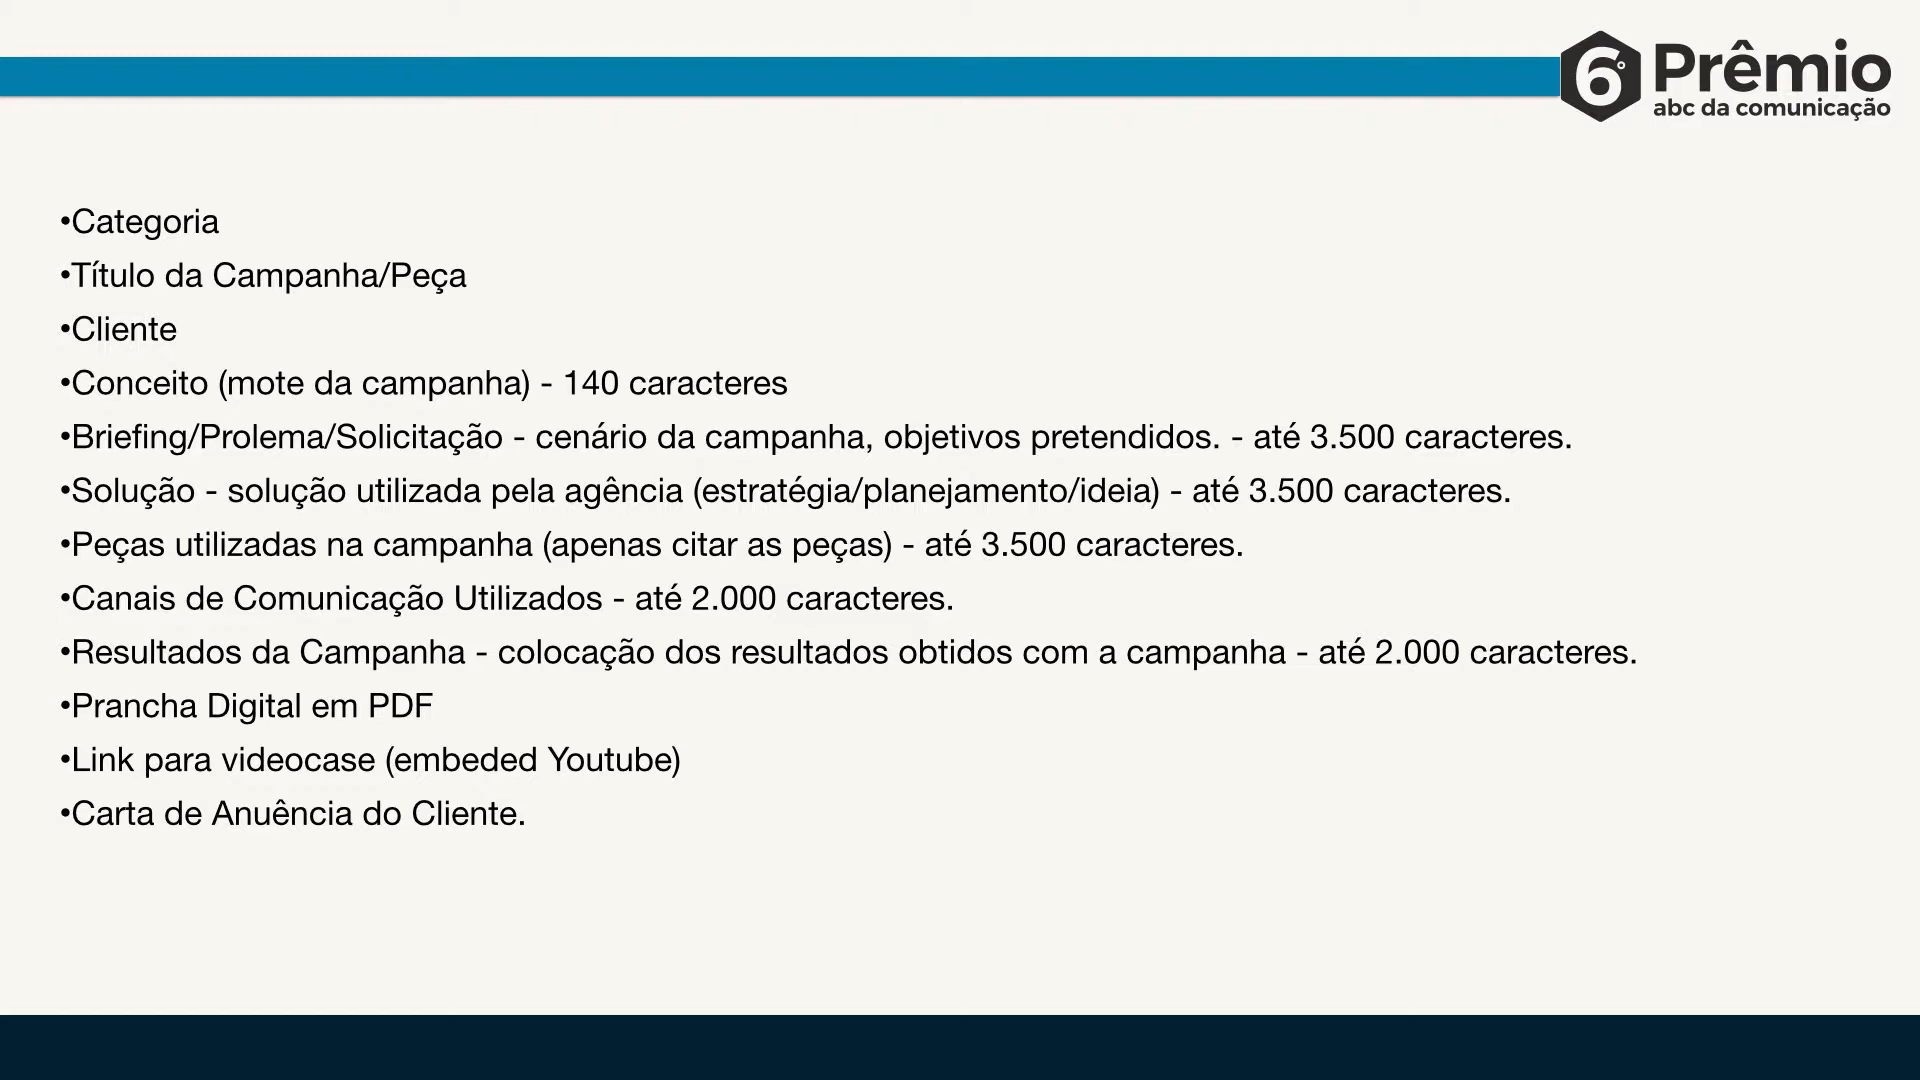 6º Prêmio
abc da comunicação
•Categoria
•Título da Campanha/Peça
•Cliente
•Conceito (mote da campanha) - 140 caracteres
•Briefing/Prolema/Solicitação - cenário da campanha, objetivos pretendidos. - até 3.500 caracteres.
•Solução - solução utilizada pela agência (estratégia/planejamento/ideia) - até 3.500 caracteres.
•Peças utilizadas na campanha (apenas citar as peças) - até 3.500 caracteres.
•Canais de Comunicação Utilizados - até 2.000 caracteres.
•Resultados da Campanha - colocação dos resultados obtidos com a campanha - até 2.000 caracteres.
•Prancha Digital em PDF
•Link para videocase (embeded Youtube)
•Carta de Anuência do Cliente.